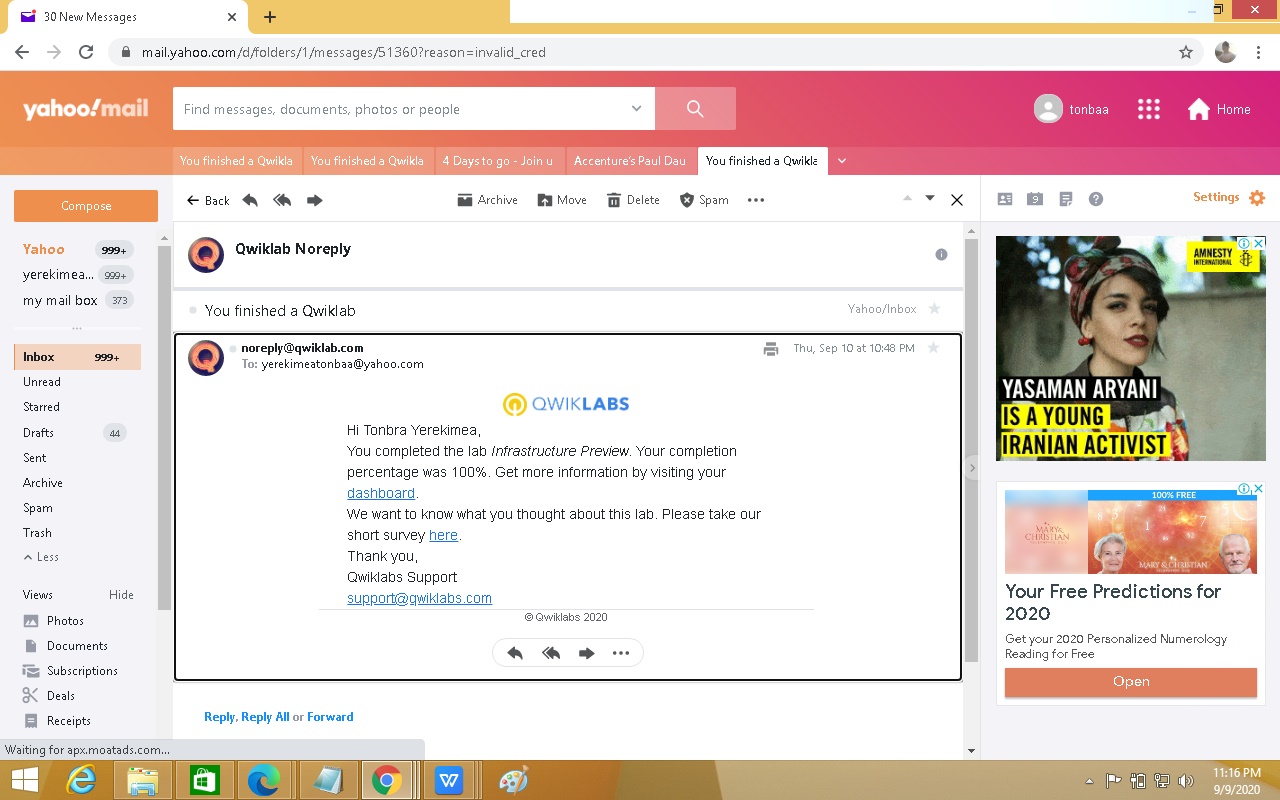 30 New Messages
mail.yahoo.com/d/folders/1/messages/51360?reason=invalid_cred
yahoo!mail
Find messages, documents, photos or people
tonbaa
Home
You finished a Qwikla
You finished a Qwikla
4 Days to go - Join u
Accenture's Paul Dau
You finished a Qwikla
Compose
Back
Archive
Move
Delete
Spam
9
Settings
Yahoo 999+
yerekimea... 999+
my mail box 373
Inbox 999+
Unread
Starred
Drafts 44
Sent
Archive
Spam
Trash
Less
Views Hide
Photos
Documents
Subscriptions
Deals
Receipts
Qwiklab Noreply
You finished a Qwiklab
Yahoo/Inbox
noreply@qwiklab.com
Thu, Sep 10 at 10:48 PM
To: yerekimeatonbaa@yahoo.com
QWIKLABS
Hi Tonbra Yerekimea,
You completed the lab Infrastructure Preview. Your completion
percentage was 100%. Get more information by visiting your
dashboard.
We want to know what you thought about this lab. Please take our
short survey here.
Thank you,
Qwiklabs Support
support@qwiklabs.com
© Qwiklabs 2020
Reply, Reply All or Forward
AMNESTY
INTERNATIONAL
YASAMAN ARYANI
IS A YOUNG
IRANIAN ACTIVIST
100% FREE
MARY &
CHRISTIAN
MARY & CHRISTIAN
Your Free Predictions for
2020
Get your 2020 Personalized Numerology
Reading for Free
Open
Waiting for apx.moatads.com...
11:16 PM
9/9/2020